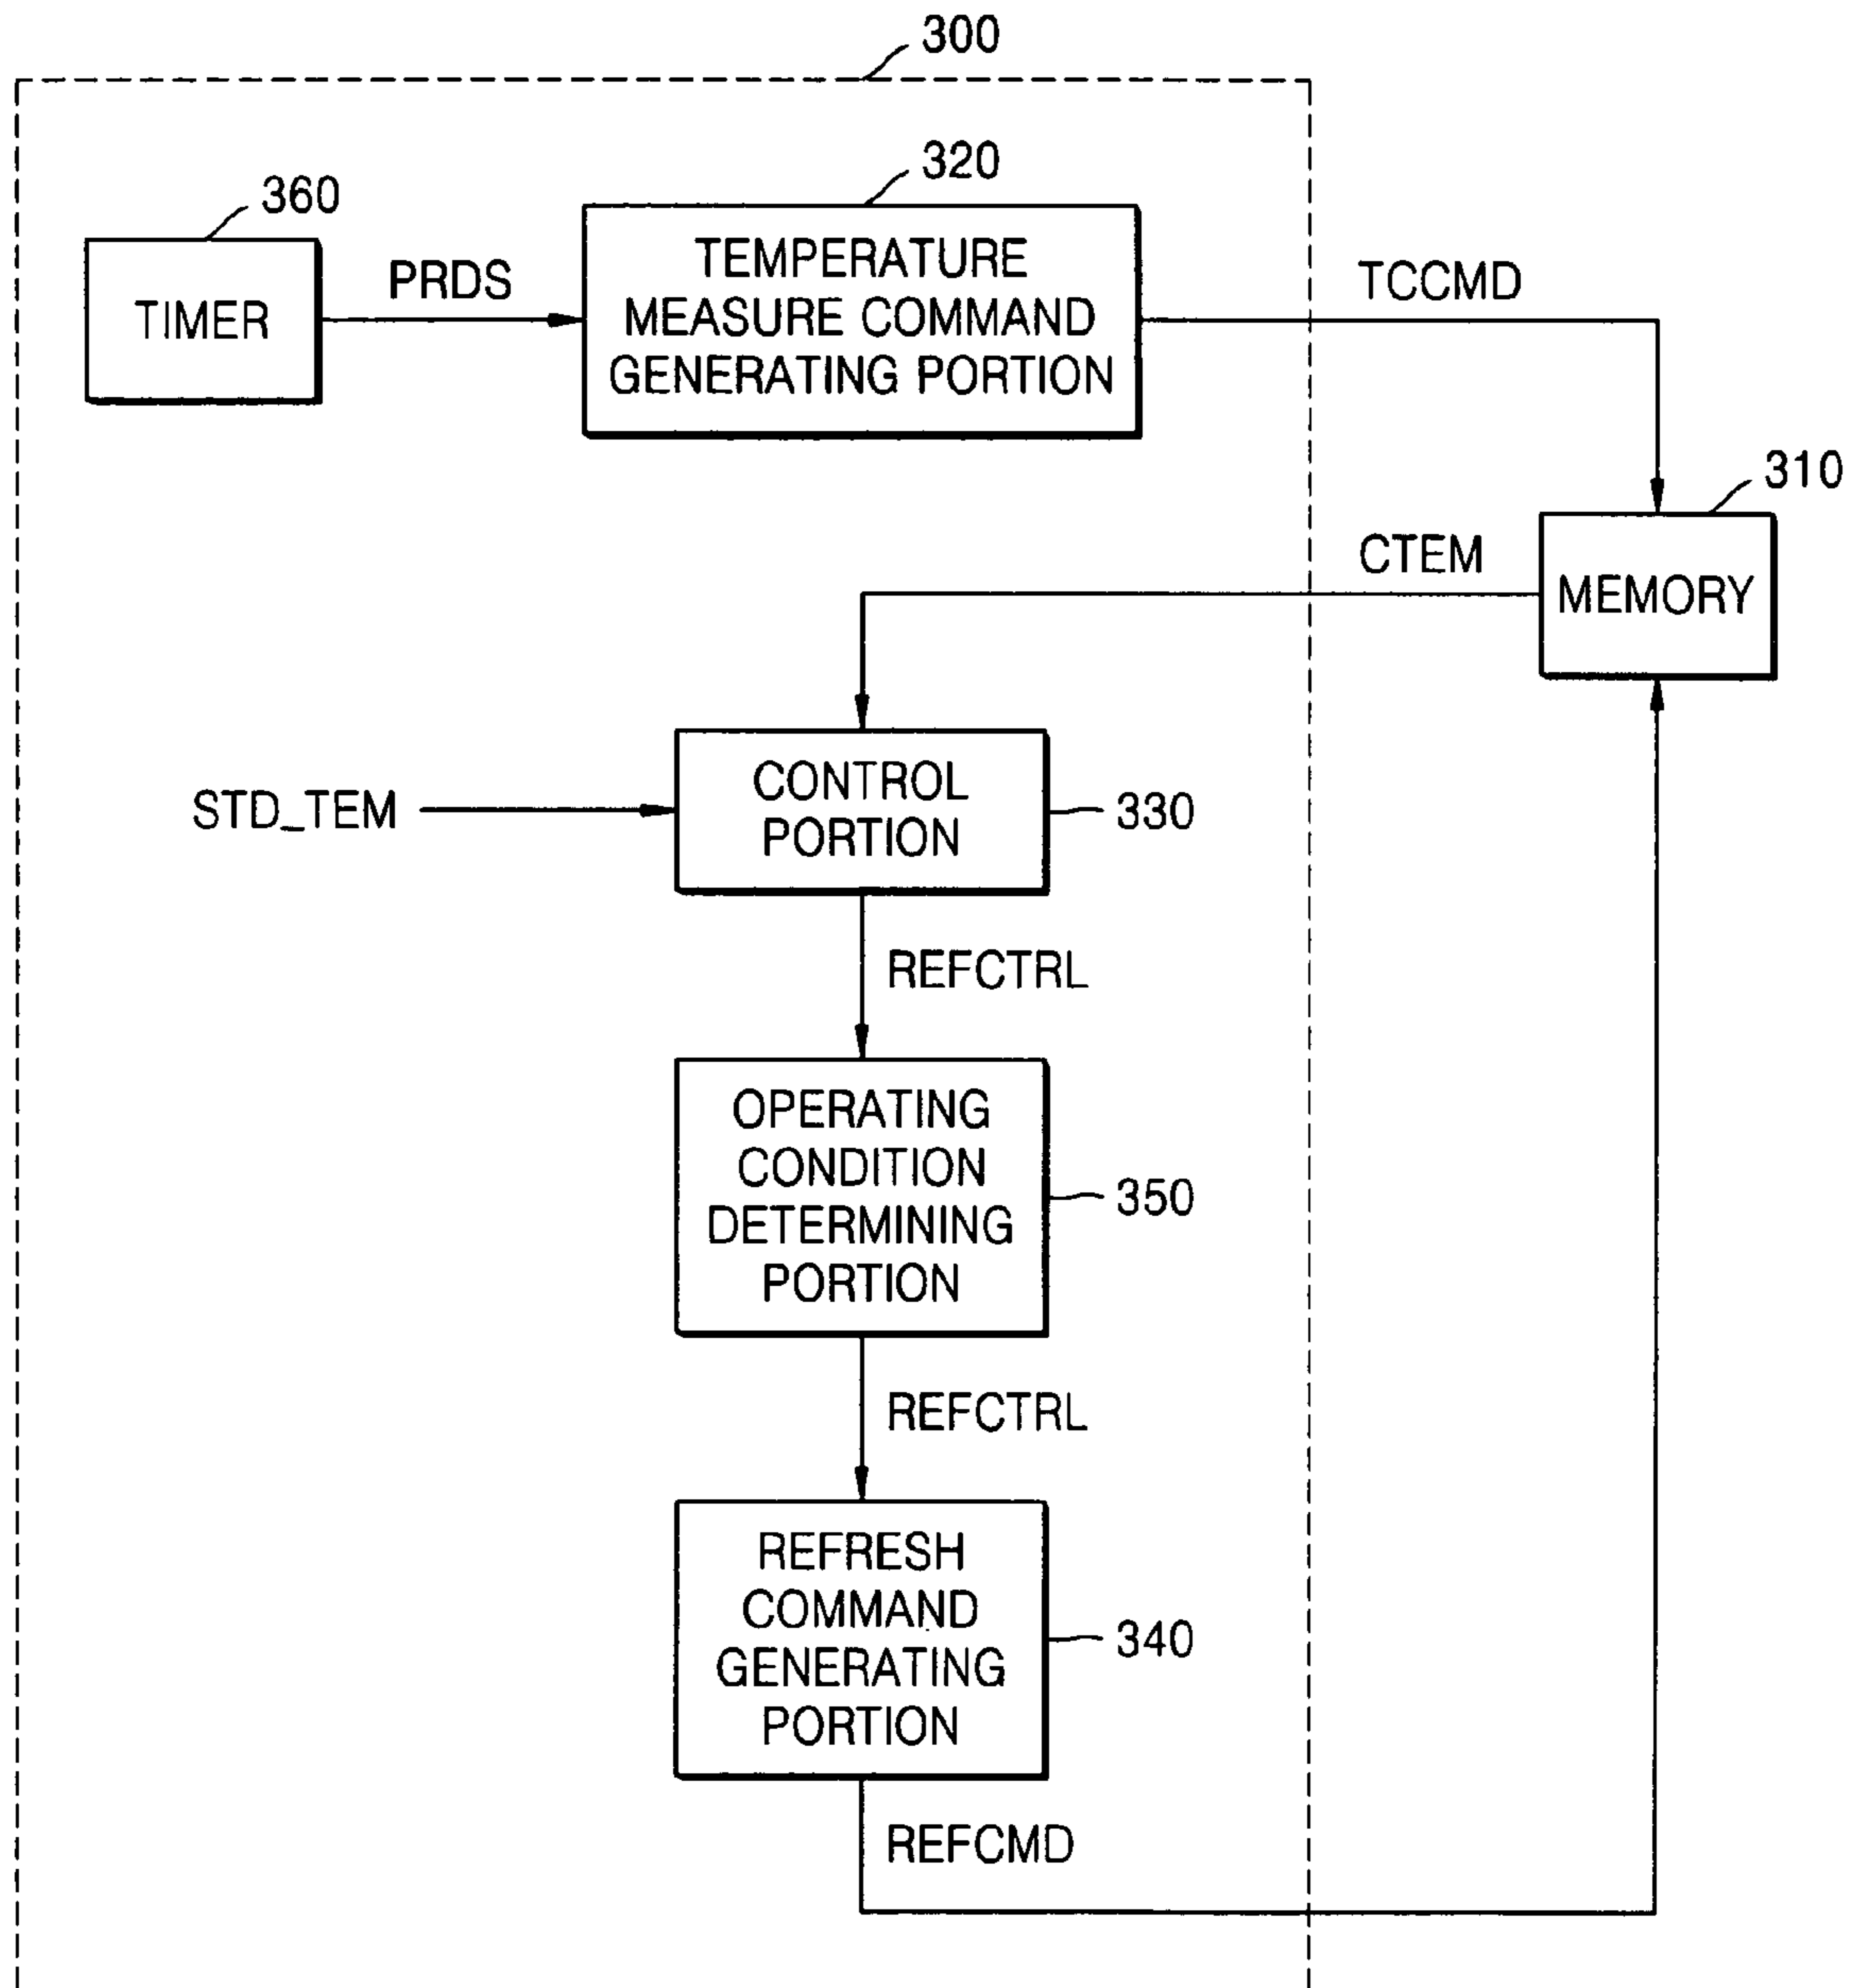 300
320
360
TIMER
PRDS
TEMPERATURE
MEASURE COMMAND
GENERATING PORTION
TCCMD
310
CTEM
MEMORY
STD_TEM
CONTROL
PORTION
330
REFCTRL
OPERATING
CONDITION
DETERMINING
PORTION
350
REFCTRL
REFRESH
COMMAND
GENERATING
PORTION
340
REFCMD